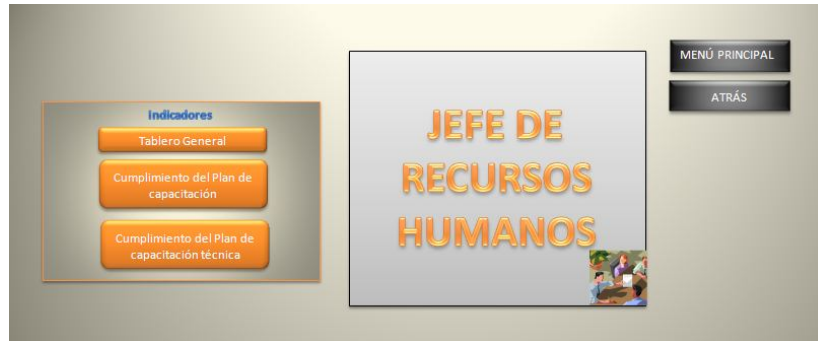 Indicadores
Tablero General
Cumplimiento del Plan de
capacitación
Cumplimiento del Plan de
capacitación técnica
JEFE DE
RECURSOS
HUMANOS
MENÚ PRINCIPAL
ATRÁS